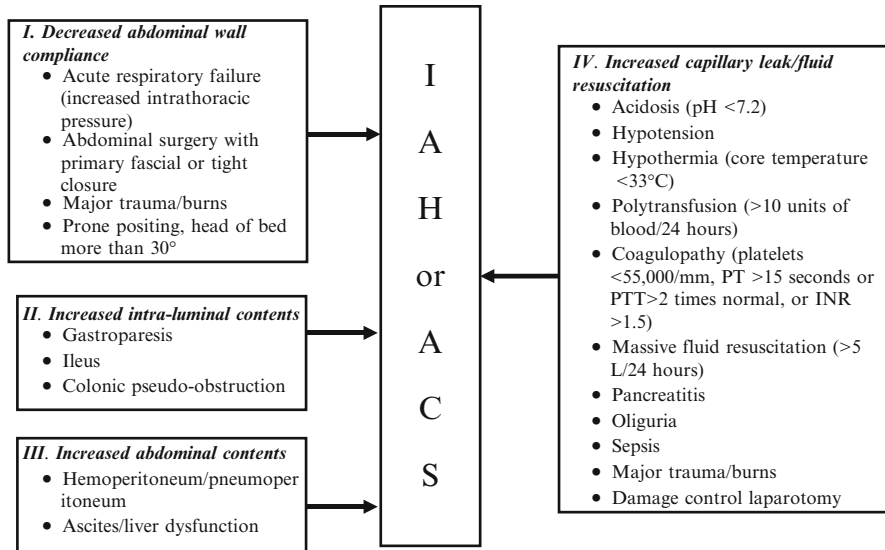 I. Decreased abdominal wall
compliance
• Acute respiratory failure
(increased intrathoracic
pressure)
• Abdominal surgery with
primary fascial or tight
closure
• Major trauma/burns
• Prone positing, head of bed
more than 30°
II. Increased intra-luminal contents
• Gastroparesis
• Ileus
• Colonic pseudo-obstruction
III. Increased abdominal contents
• Hemoperitoneum/pneumoper
itoneum
• Ascites/liver dysfunction
I
A
H
or
A
C
S
IV. Increased capillary leak/fluid
resuscitation
• Acidosis (pH <7.2)
• Hypotension
• Hypothermia (core temperature
<33°C)
• Polytransfusion (>10 units of
blood/24 hours)
• Coagulopathy (platelets
<55,000/mm, PT >15 seconds or
PTT>2 times normal, or INR
>1.5)
• Massive fluid resuscitation (>5
L/24 hours)
• Pancreatitis
• Oliguria
• Sepsis
• Major trauma/burns
• Damage control laparotomy